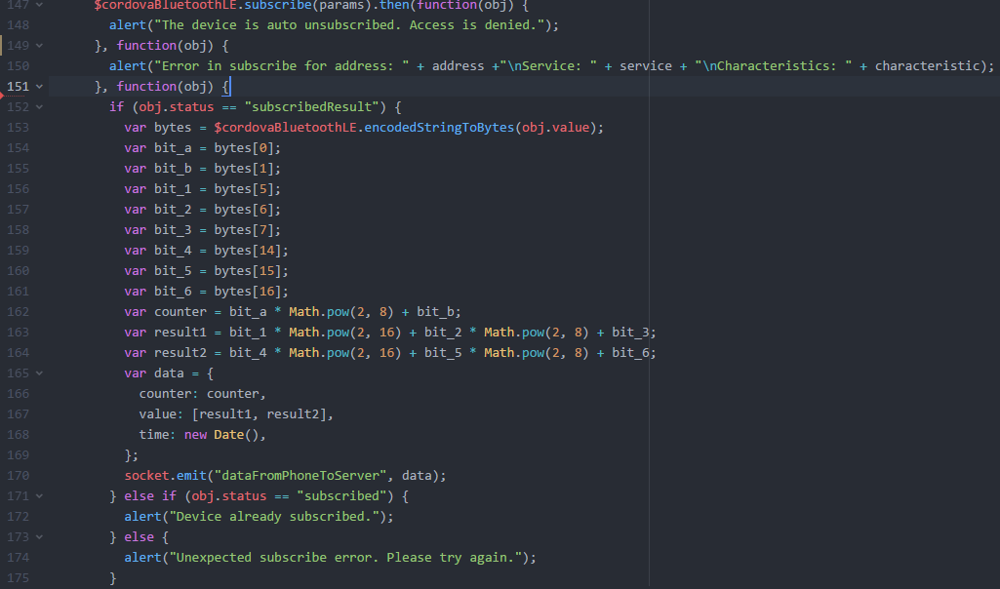 147 $cordovaBluetoothLE.subscribe(params).then(function(obj) {
148 alert("The device is auto unsubscribed. Access is denied.");
149 }, function(obj) {
150 alert("Error in subscribe for address: " + address +"\nService: " + service + "\nCharacteristics: " + characteristic);
151 }, function(obj) {
152 if (obj.status == "subscribedResult") {
153 var bytes = $cordovaBluetoothLE.encodedStringToBytes(obj.value);
154 var bit_a = bytes[0];
155 var bit_b = bytes[1];
156 var bit_1 = bytes[5];
157 var bit_2 = bytes[6];
158 var bit_3 = bytes[7];
159 var bit_4 = bytes[14];
160 var bit_5 = bytes[15];
161 var bit_6 = bytes[16];
162 var counter = bit_a * Math.pow(2, 8) + bit_b;
163 var result1 = bit_1 * Math.pow(2, 16) + bit_2 * Math.pow(2, 8) + bit_3;
164 var result2 = bit_4 * Math.pow(2, 16) + bit_5 * Math.pow(2, 8) + bit_6;
165 var data = {
166 counter: counter,
167 value: [result1, result2],
168 time: new Date(),
169 };
170 socket.emit("dataFromPhoneToServer", data);
171 } else if (obj.status == "subscribed") {
172 alert("Device already subscribed.");
173 } else {
174 alert("Unexpected subscribe error. Please try again.");
175 }